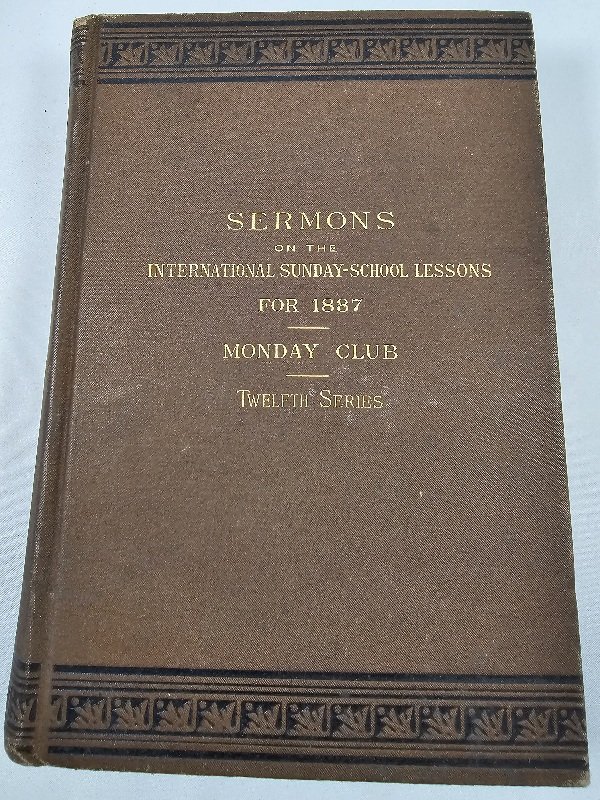 SERMONS
ON THE
INTERNATIONAL SUNDAY-SCHOOL LESSONS
FOR 1887
MONDAY CLUB
TWELFTH SERIES